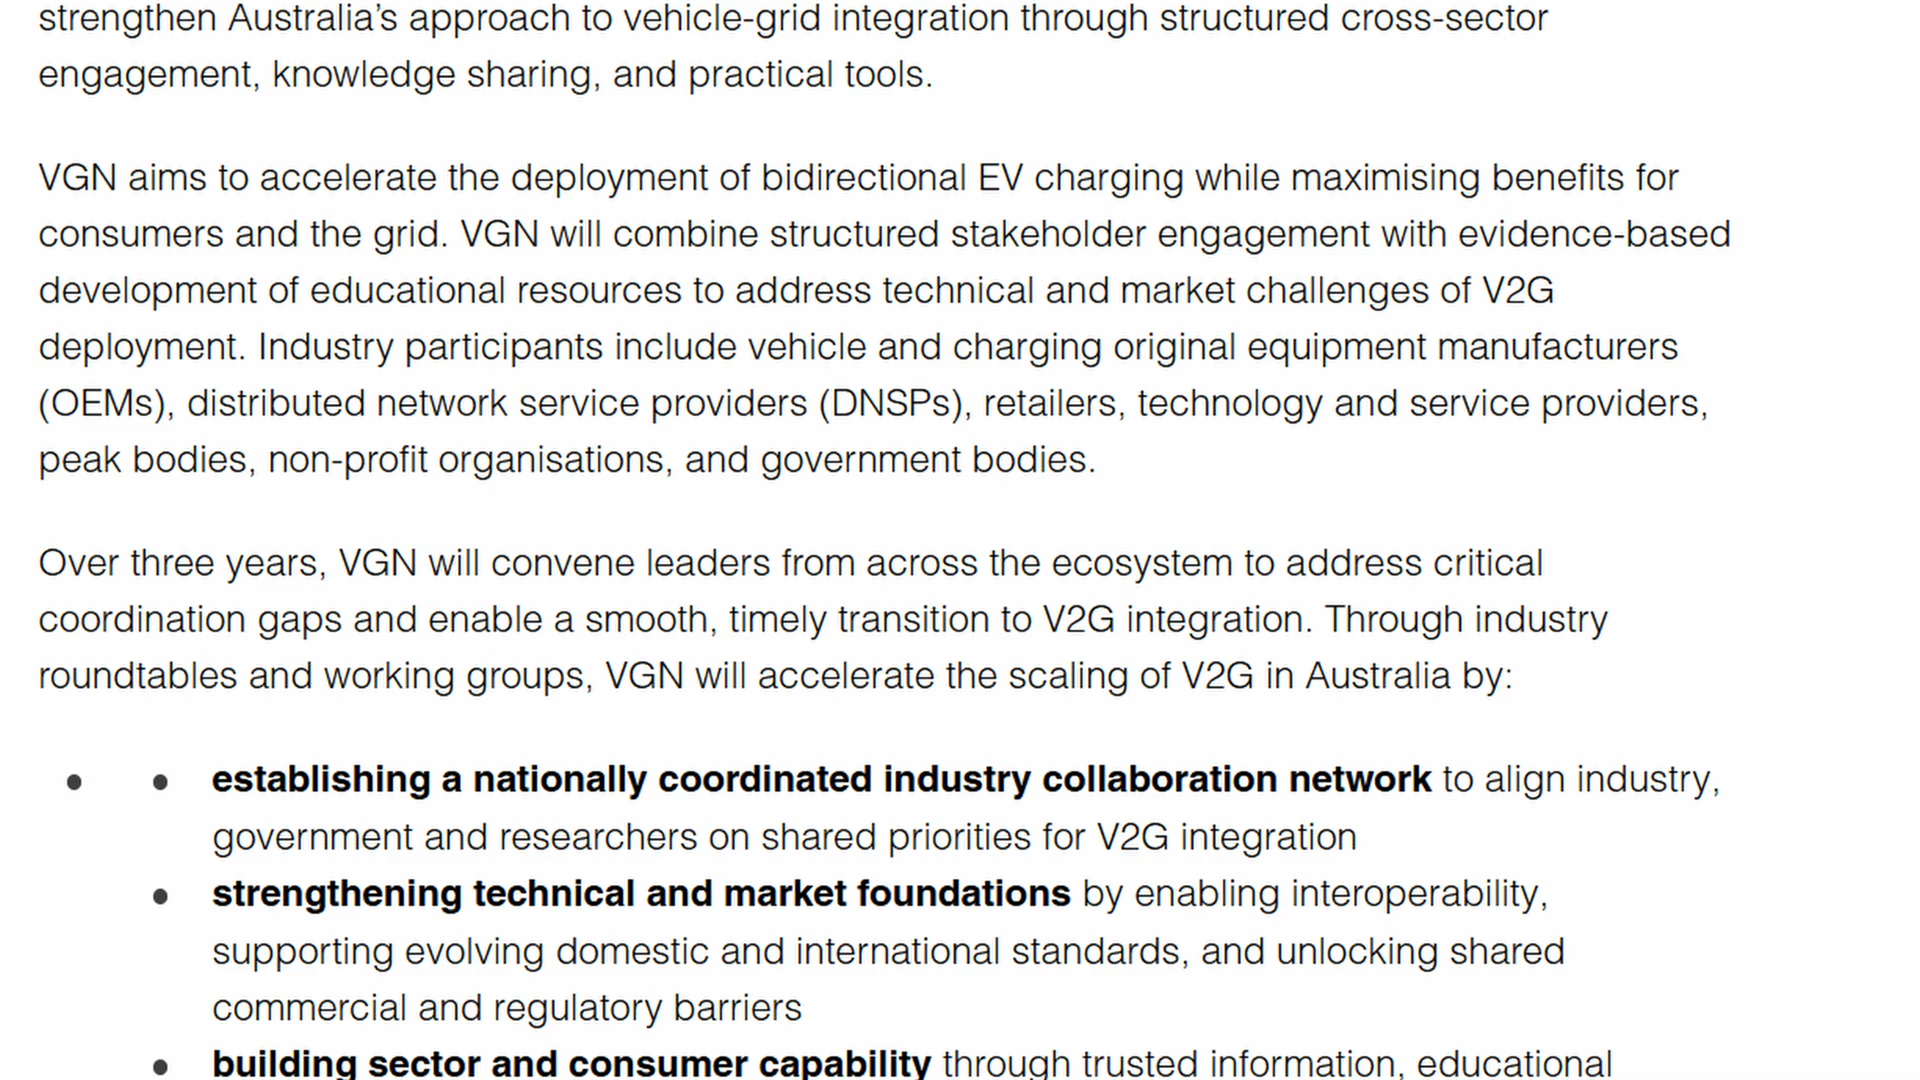 strengthen Australia’s approach to vehicle-grid integration through structured cross-sector
engagement, knowledge sharing, and practical tools.
VGN aims to accelerate the deployment of bidirectional EV charging while maximising benefits for
consumers and the grid. VGN will combine structured stakeholder engagement with evidence-based
development of educational resources to address technical and market challenges of V2G
deployment. Industry participants include vehicle and charging original equipment manufacturers
(OEMs), distributed network service providers (DNSPs), retailers, technology and service providers,
peak bodies, non-profit organisations, and government bodies.
Over three years, VGN will convene leaders from across the ecosystem to address critical
coordination gaps and enable a smooth, timely transition to V2G integration. Through industry
roundtables and working groups, VGN will accelerate the scaling of V2G in Australia by:
• • establishing a nationally coordinated industry collaboration network to align industry,
government and researchers on shared priorities for V2G integration
• strengthening technical and market foundations by enabling interoperability,
supporting evolving domestic and international standards, and unlocking shared
commercial and regulatory barriers
• building sector and consumer capability through trusted information, educational